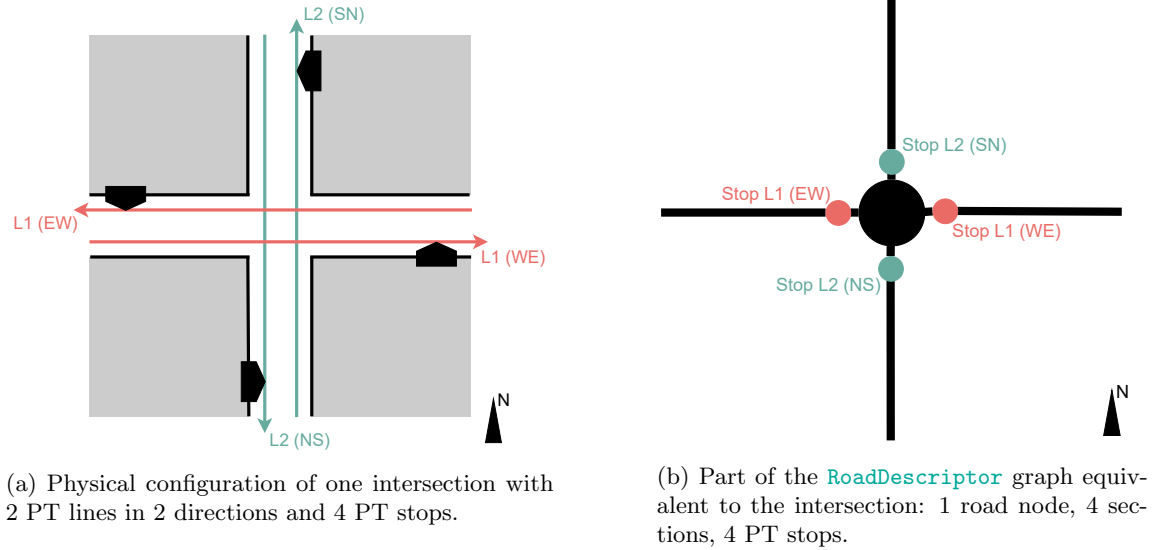 L2 (SN)
L1 (EW)
L1 (WE)
L2 (NS)
N
(a) Physical configuration of one intersection with
2 PT lines in 2 directions and 4 PT stops.
Stop L2 (SN)
Stop L1 (EW)
Stop L1 (WE)
Stop L2 (NS)
N
(b) Part of the RoadDescriptor graph equiv-
alent to the intersection: 1 road node, 4 sec-
tions, 4 PT stops.